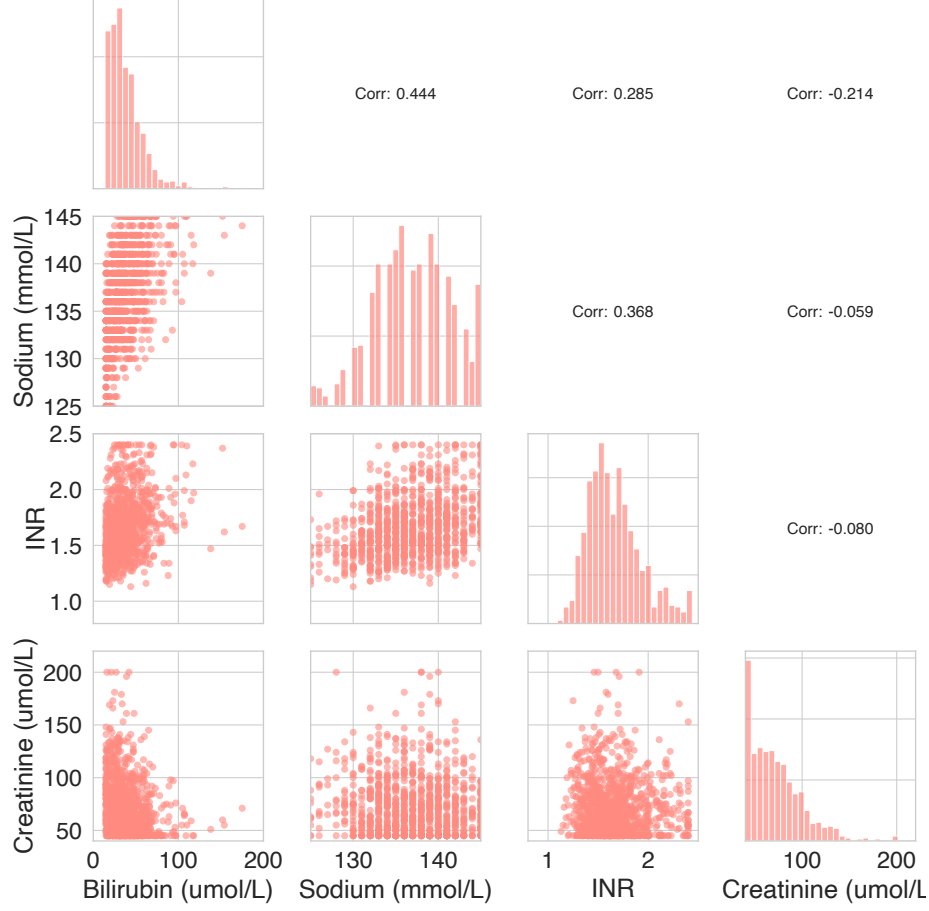 Corr: 0.444
Corr: 0.285
Corr: -0.214
Sodium (mmol/L)
145
140
135
130
125
Corr: 0.368
Corr: -0.059
INR
2.5
2.0
1.5
1.0
Corr: -0.080
Creatinine (umol/L)
200
150
100
50
0
100
200
130
140
1
2
100
200
Bilirubin (umol/L)
Sodium (mmol/L)
INR
Creatinine (umol/L